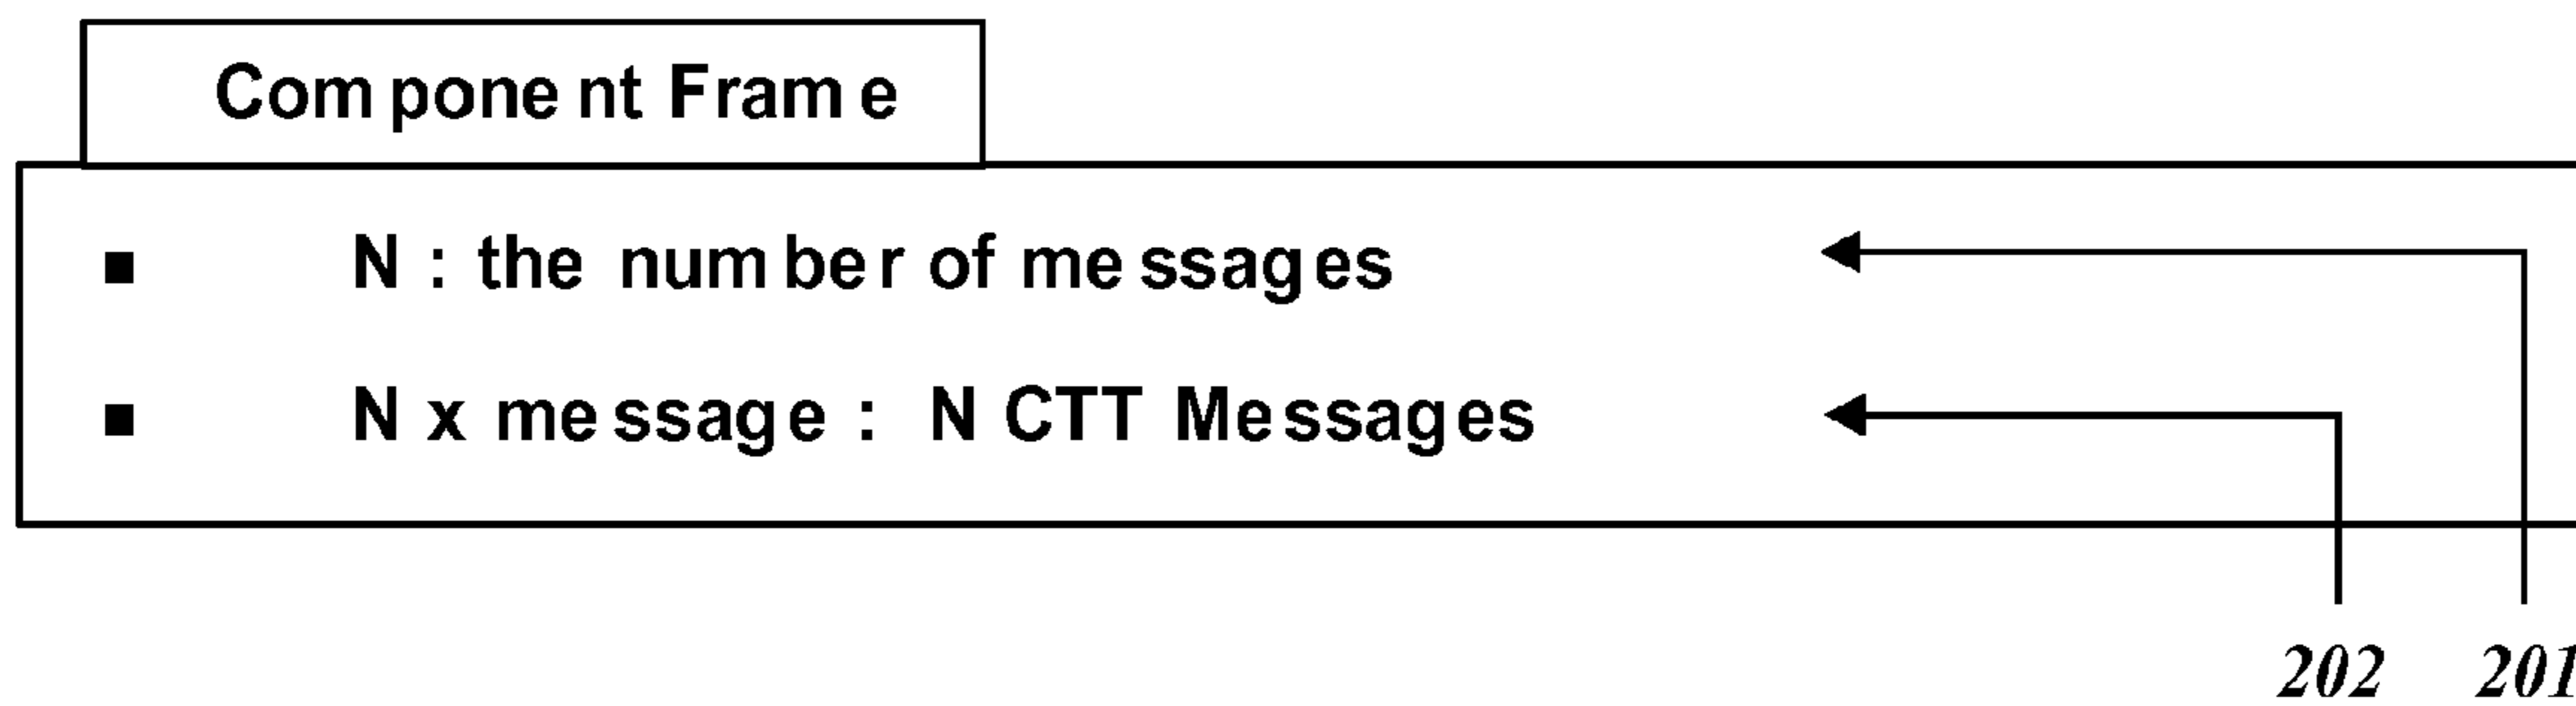 Component Frame
■ N : the number of messages
■ N x message : N CTT Messages
202 201